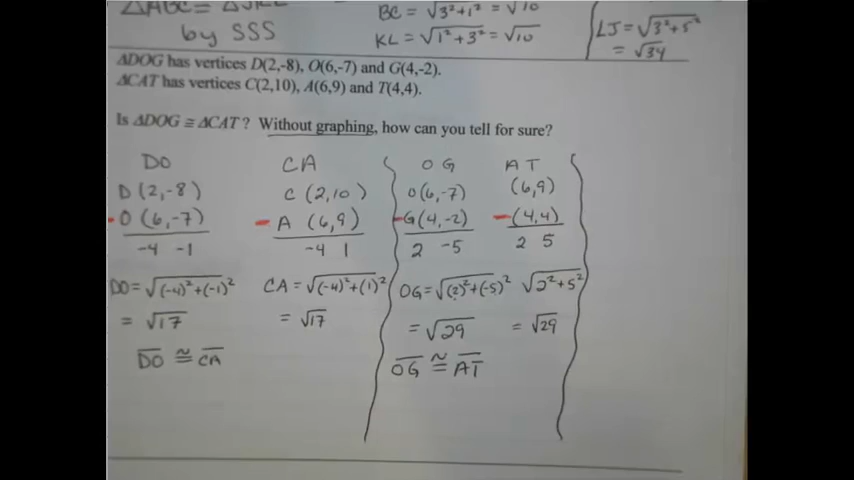 △ABC ≅ △JKL
by SSS
BC = √3²+1² = √10
KL = √1²+3² = √10
LJ = √3²+5²
= √34
ΔDOG has vertices D(2,-8), O(6,-7) and G(4,-2).
ΔCAT has vertices C(2,10), A(6,9) and T(4,4).
Is ΔDOG ≅ ΔCAT? Without graphing, how can you tell for sure?
DO
D (2,-8)
- O (6,-7)
-4 -1
DO = √(-4)²+(-1)²
= √17
DO ≅ CA
CA
C (2,10)
- A (6,9)
-4 1
CA = √(-4)²+(1)²
= √17
OG
O(6,-7)
- G(4,-2)
2 -5
OG = √(2)²+(-5)²
= √29
OG ≅ AT
AT
(6,9)
- (4,4)
2 5
√2²+5²
= √29